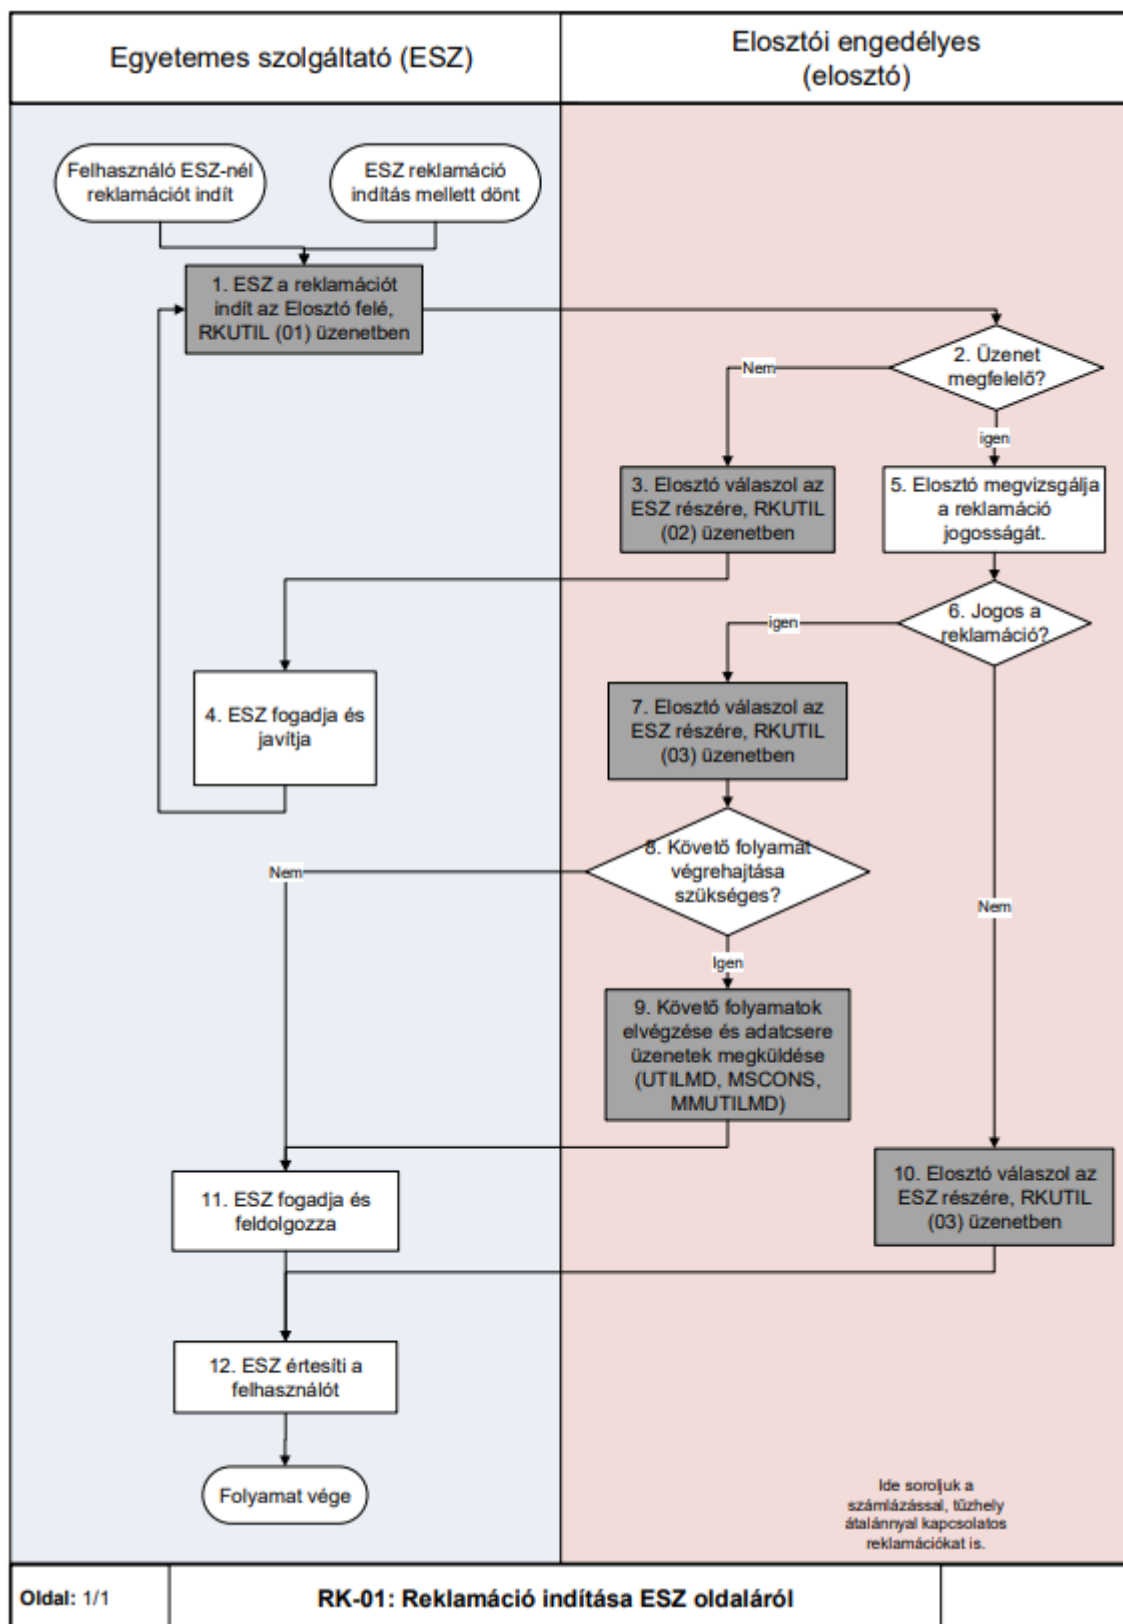 Egyetemes szolgáltató (ESZ)
Elosztói engedélyes
(elosztó)
Felhasználó ESZ-nél
reklamációt indít
ESZ reklamáció
indítás mellett dönt
1. ESZ a reklamációt
indít az Elosztó felé,
RKUTIL (01) üzenetben
2. Üzenet
megfelelő?
Nem
igen
3. Elosztó válaszol az
ESZ részére, RKUTIL
(02) üzenetben
5. Elosztó megvizsgálja
a reklamáció
jogosságát.
6. Jogos a
reklamáció?
igen
4. ESZ fogadja és
javítja
7. Elosztó válaszol az
ESZ részére, RKUTIL
(03) üzenetben
8. Követő folyamat
végrehajtása
szükséges?
Nem
Nem
Igen
9. Követő folyamatok
elvégzése és adatcsere
üzenetek megküldése
(UTILMD, MSCONS,
MMUTILMD)
10. Elosztó válaszol az
ESZ részére, RKUTIL
(03) üzenetben
11. ESZ fogadja és
feldolgozza
12. ESZ értesíti a
felhasználót
Folyamat vége
Ide soroljuk a
számlázással, tűzhely
átalánnyal kapcsolatos
reklamációkat is.
Oldal: 1/1
RK-01: Reklamáció indítása ESZ oldaláról